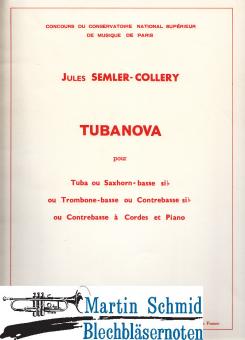 CONCOURS DU CONSERVATOIRE NATIONAL SUPÉRIEUR
DE MUSIQUE DE PARIS
JULES SEMLER-COLLERY
TUBANOVA
pour
Tuba ou Saxhorn-basse si♭
ou Trombone-basse ou Contrebasse si♭
ou Contrebasse à Cordes et Piano
France
Martin Schmid
Blechbläsernoten